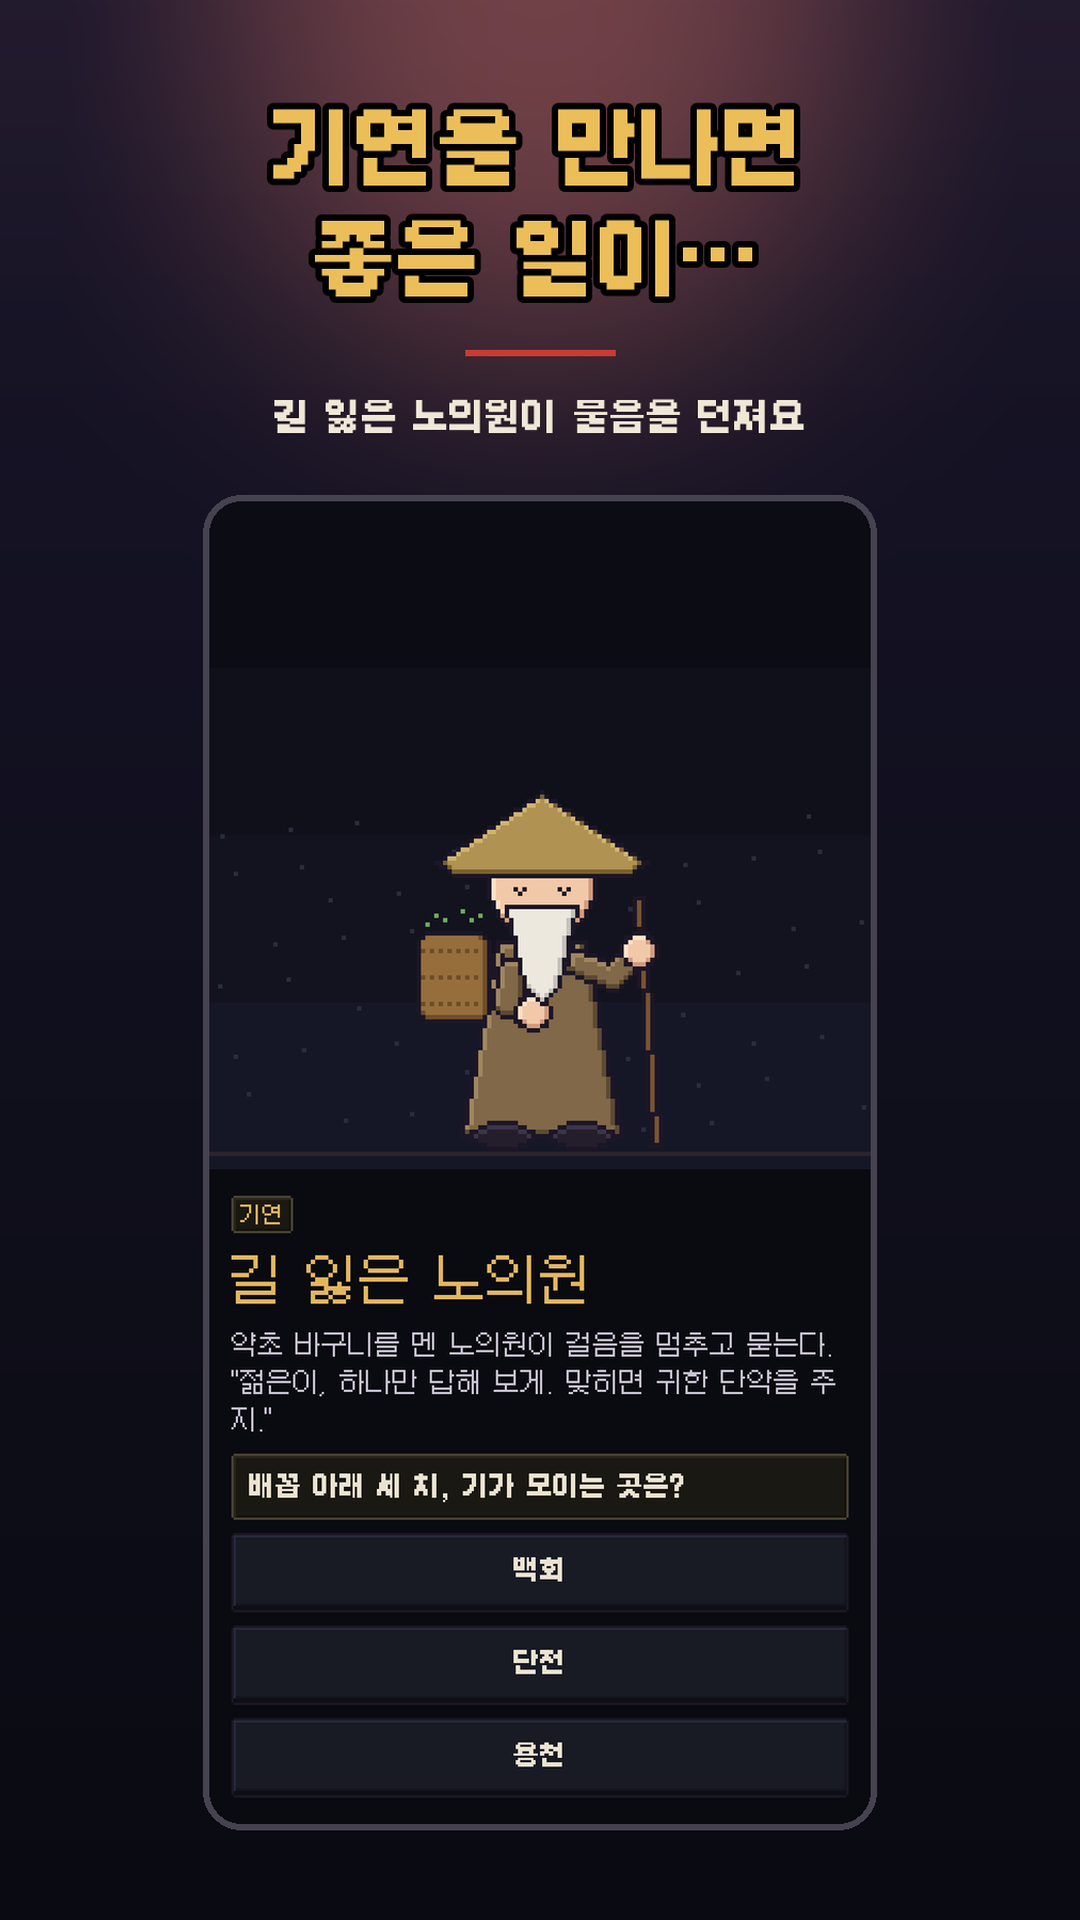 기연을 만나면
좋은 일이…
길 잃은 노의원이 물음을 던져요
기연
길 잃은 노의원
약초 바구니를 멘 노의원이 걸음을 멈추고 묻는다.
"젊은이, 하나만 답해 보게. 맞히면 귀한 단약을 주
지."
배꼽 아래 세 치, 기가 모이는 곳은?
백회
단전
용천